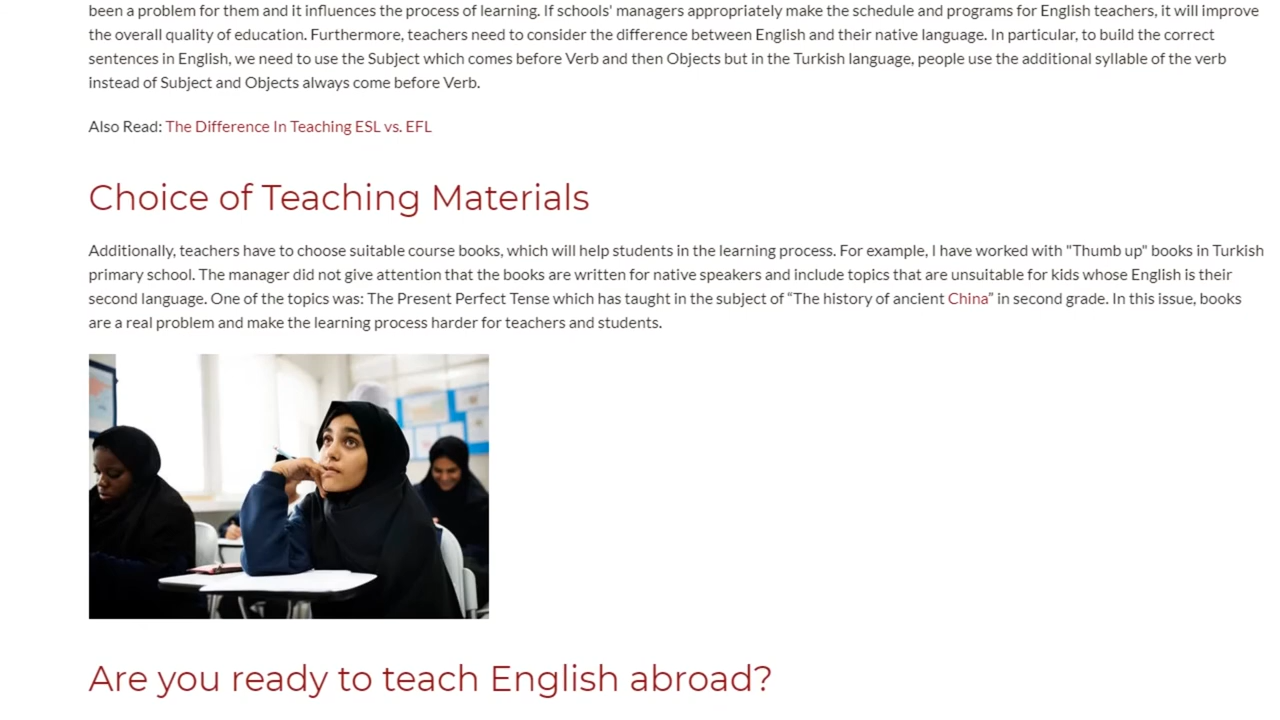 been a problem for them and it influences the process of learning. If schools' managers appropriately make the schedule and programs for English teachers, it will improve
the overall quality of education. Furthermore, teachers need to consider the difference between English and their native language. In particular, to build the correct
sentences in English, we need to use the Subject which comes before Verb and then Objects but in the Turkish language, people use the additional syllable of the verb
instead of Subject and Objects always come before Verb.
Also Read: The Difference In Teaching ESL vs. EFL
Choice of Teaching Materials
Additionally, teachers have to choose suitable course books, which will help students in the learning process. For example, I have worked with "Thumb up" books in Turkish
primary school. The manager did not give attention that the books are written for native speakers and include topics that are unsuitable for kids whose English is their
second language. One of the topics was: The Present Perfect Tense which has taught in the subject of “The history of ancient China” in second grade. In this issue, books
are a real problem and make the learning process harder for teachers and students.
Are you ready to teach English abroad?